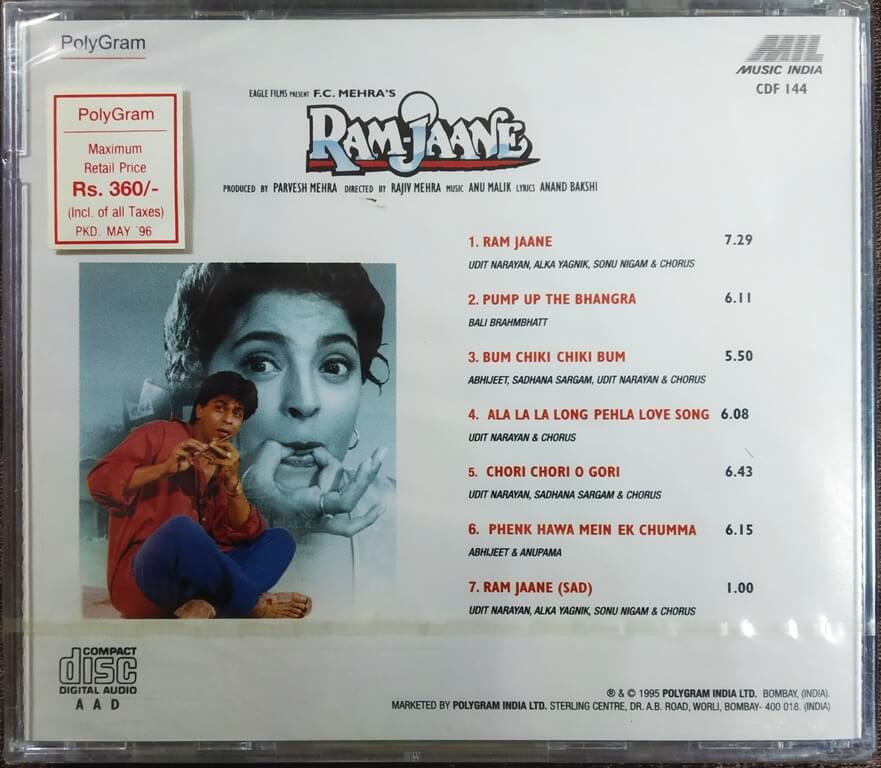 PolyGram
MIL
MUSIC INDIA
CDF 144
PolyGram
Maximum
Retail Price
Rs. 360/-
(Incl. of all Taxes)
PKD. MAY '96
EAGLE FILMS PRESENT F.C. MEHRA'S
RAM-JAANE
PRODUCED BY PARVESH MEHRA DIRECTED BY RAJIV MEHRA MUSIC ANU MALIK LYRICS ANAND BAKSHI
1. RAM JAANE 7.29
UDIT NARAYAN, ALKA YAGNIK, SONU NIGAM & CHORUS
2. PUMP UP THE BHANGRA 6.11
BALI BRAHMBHATT
3. BUM CHIKI CHIKI BUM 5.50
ABHIJEET, SADHANA SARGAM, UDIT NARAYAN & CHORUS
4. ALA LA LA LONG PEHLA LOVE SONG 6.08
UDIT NARAYAN & CHORUS
5. CHORI CHORI O GORI 6.43
UDIT NARAYAN, SADHANA SARGAM & CHORUS
6. PHENK HAWA MEIN EK CHUMMA 6.15
ABHIJEET & ANUPAMA
7. RAM JAANE (SAD) 1.00
UDIT NARAYAN, ALKA YAGNIK, SONU NIGAM & CHORUS
COMPACT
disc
DIGITAL AUDIO
A A D
℗ & © 1995 POLYGRAM INDIA LTD. BOMBAY, (INDIA).
MARKETED BY POLYGRAM INDIA LTD. STERLING CENTRE, DR. A.B. ROAD, WORLI, BOMBAY- 400 018. (INDIA)